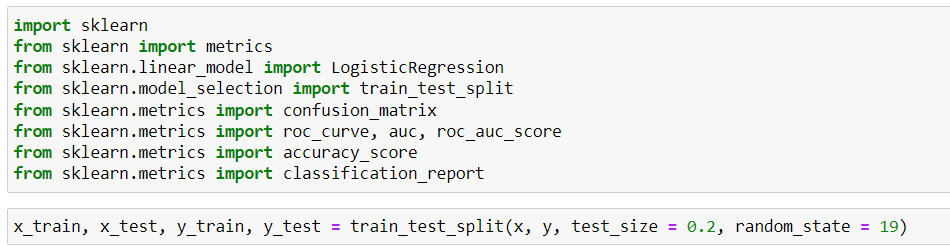 import sklearn
from sklearn import metrics
from sklearn.linear_model import LogisticRegression
from sklearn.model_selection import train_test_split
from sklearn.metrics import confusion_matrix
from sklearn.metrics import roc_curve, auc, roc_auc_score
from sklearn.metrics import accuracy_score
from sklearn.metrics import classification_report
x_train, x_test, y_train, y_test = train_test_split(x, y, test_size = 0.2, random_state = 19)